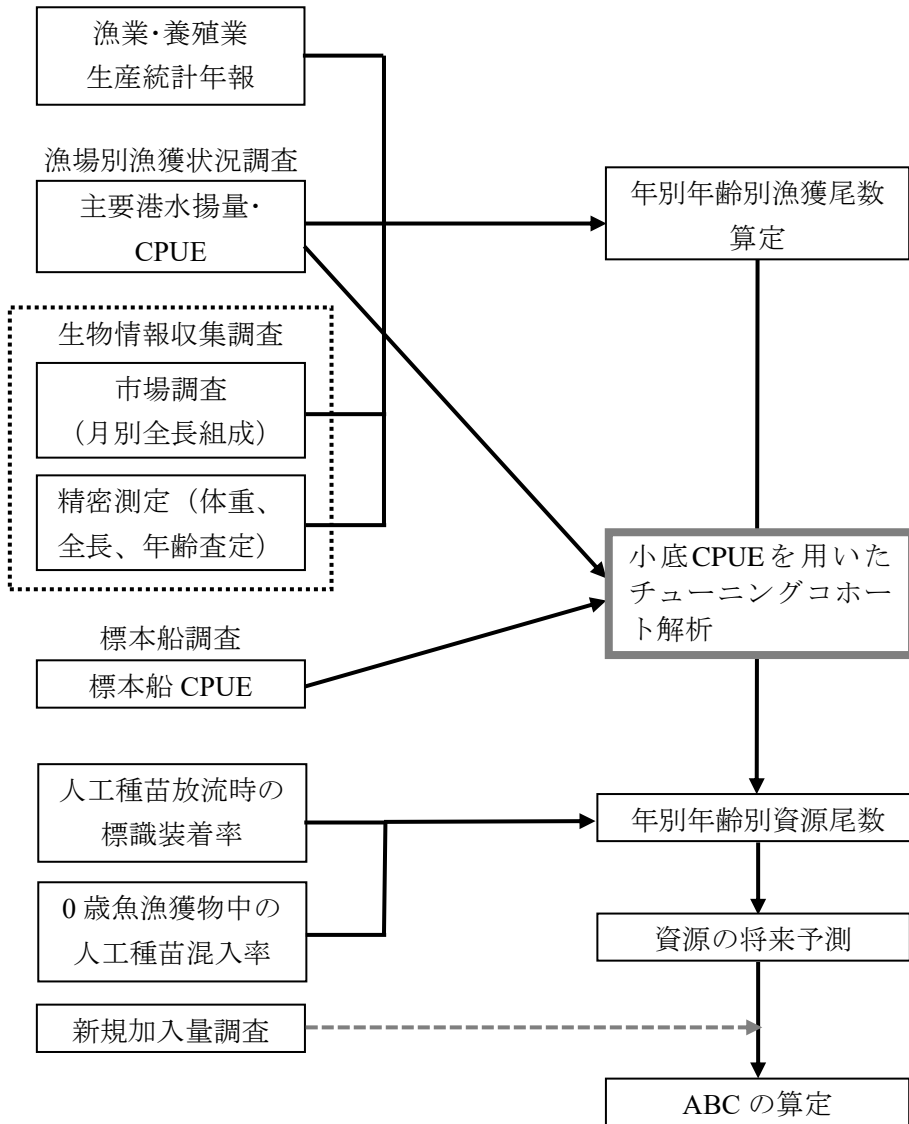 漁業・養殖業
生産統計年報
漁場別漁獲状況調査
主要港水揚量・
CPUE
年別年齢別漁獲尾数
算定
生物情報収集調査
市場調査
（月別全長組成）
精密測定（体重、
全長、年齢査定）
小底CPUEを用いた
チューニングコホー
ト解析
標本船調査
標本船 CPUE
人工種苗放流時の
標識装着率
年別年齢別資源尾数
0 歳魚漁獲物中の
人工種苗混入率
資源の将来予測
新規加入量調査
ABC の算定